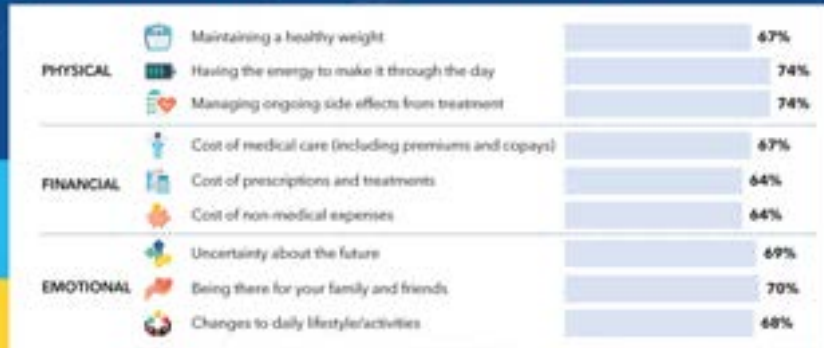 Maintaining a healthy weight 67%
PHYSICAL Having the energy to make it through the day 74%
Managing ongoing side effects from treatment 74%
Cost of medical care (including premiums and copays) 67%
FINANCIAL Cost of prescriptions and treatments 64%
Cost of non-medical expenses 64%
Uncertainty about the future 69%
EMOTIONAL Being there for your family and friends 70%
Changes to daily lifestyle/activities 68%